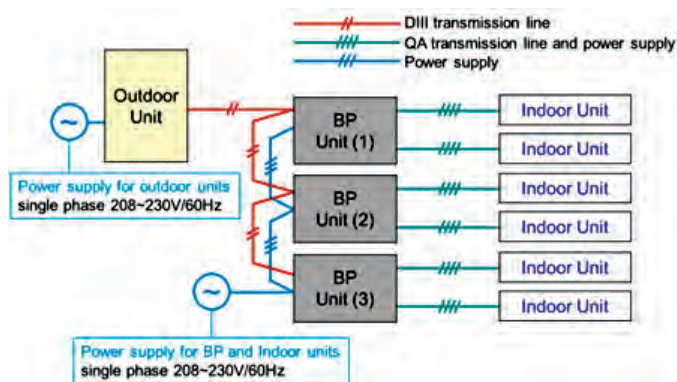 DIII transmission line
QA transmission line and power supply
Power supply
Outdoor
Unit
BP
Unit (1)
Indoor Unit
Indoor Unit
Power supply for outdoor units
single phase 208~230V/60Hz
BP
Unit (2)
Indoor Unit
Indoor Unit
BP
Unit (3)
Indoor Unit
Indoor Unit
Power supply for BP and Indoor units
single phase 208~230V/60Hz